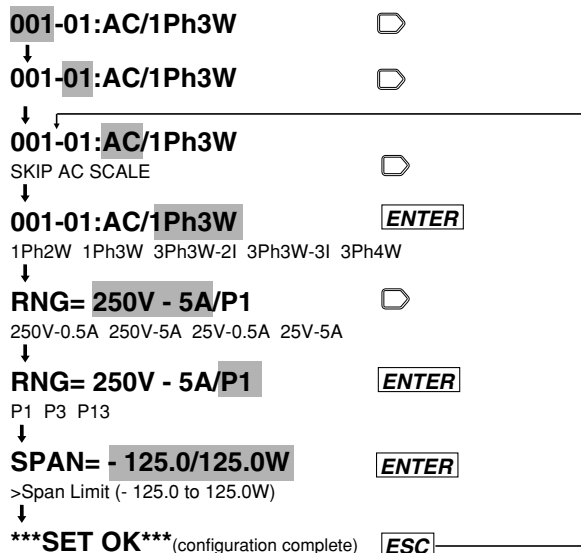 001-01:AC/1Ph3W
001-01:AC/1Ph3W
001-01:AC/1Ph3W
SKIP AC SCALE
001-01:AC/1Ph3W ENTER
1Ph2W 1Ph3W 3Ph3W-2I 3Ph3W-3I 3Ph4W
RNG= 250V - 5A/P1
250V-0.5A 250V-5A 25V-0.5A 25V-5A
RNG= 250V - 5A/P1 ENTER
P1 P3 P13
SPAN= - 125.0/125.0W ENTER
>Span Limit (- 125.0 to 125.0W)
***SET OK***(configuration complete) ESC